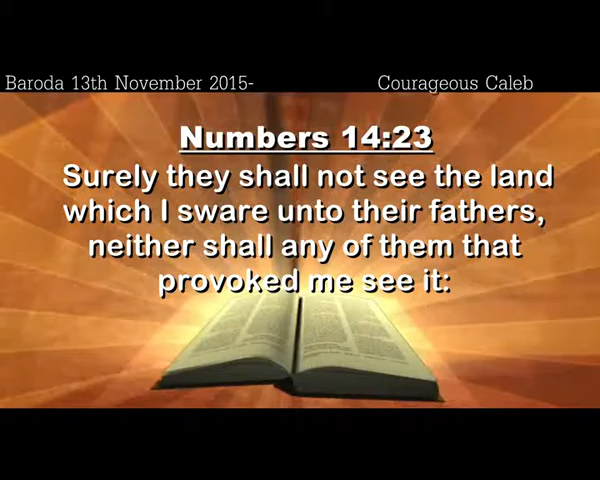 Baroda 13th November 2015-
Courageous Caleb
Numbers 14:23
Surely they shall not see the land
which I sware unto their fathers,
neither shall any of them that
provoked me see it: